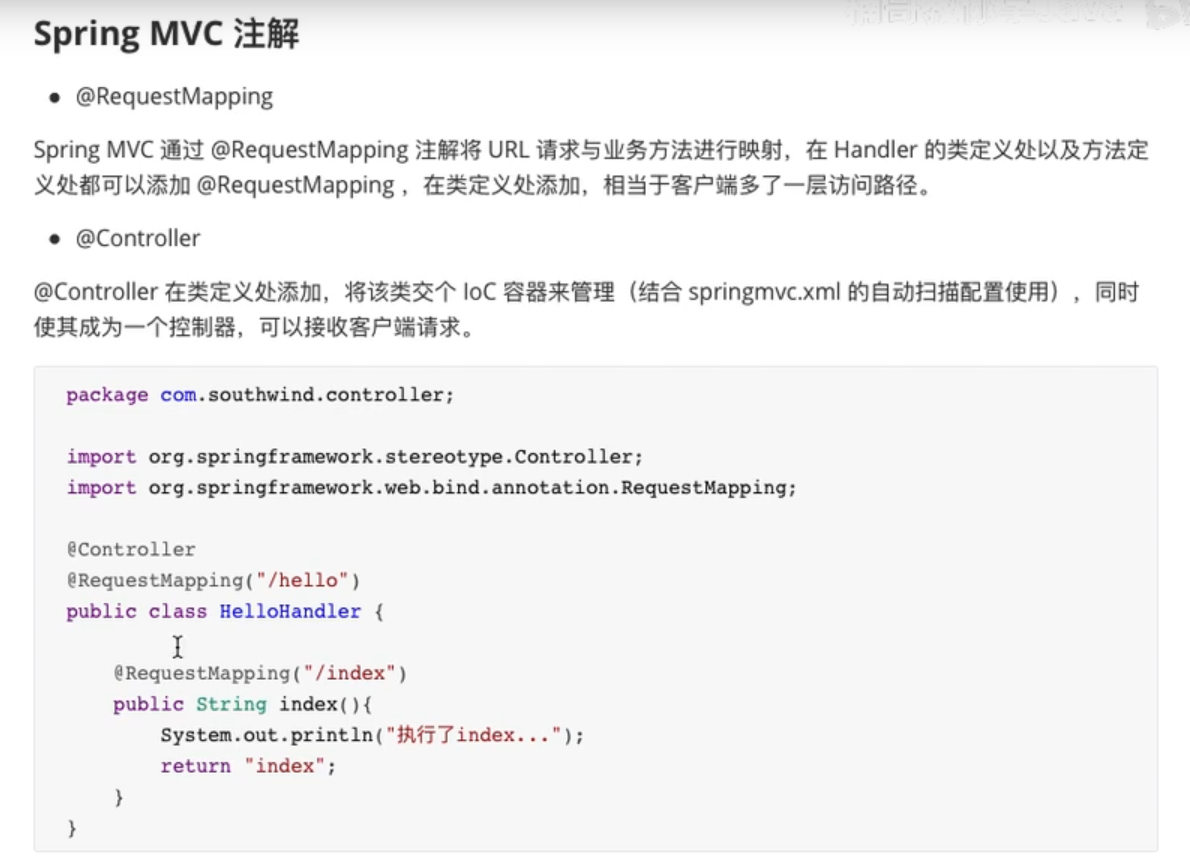 Spring MVC 注解
● @RequestMapping
Spring MVC 通过 @RequestMapping 注解将 URL 请求与业务方法进行映射，在 Handler 的类定义处以及方法定
义处都可以添加 @RequestMapping ，在类定义处添加，相当于客户端多了一层访问路径。
● @Controller
@Controller 在类定义处添加，将该类交个 IoC 容器来管理（结合 springmvc.xml 的自动扫描配置使用），同时
使其成为一个控制器，可以接收客户端请求。
package com.southwind.controller;
import org.springframework.stereotype.Controller;
import org.springframework.web.bind.annotation.RequestMapping;
@Controller
@RequestMapping("/hello")
public class HelloHandler {
@RequestMapping("/index")
public String index(){
System.out.println("执行了index...");
return "index";
}
}